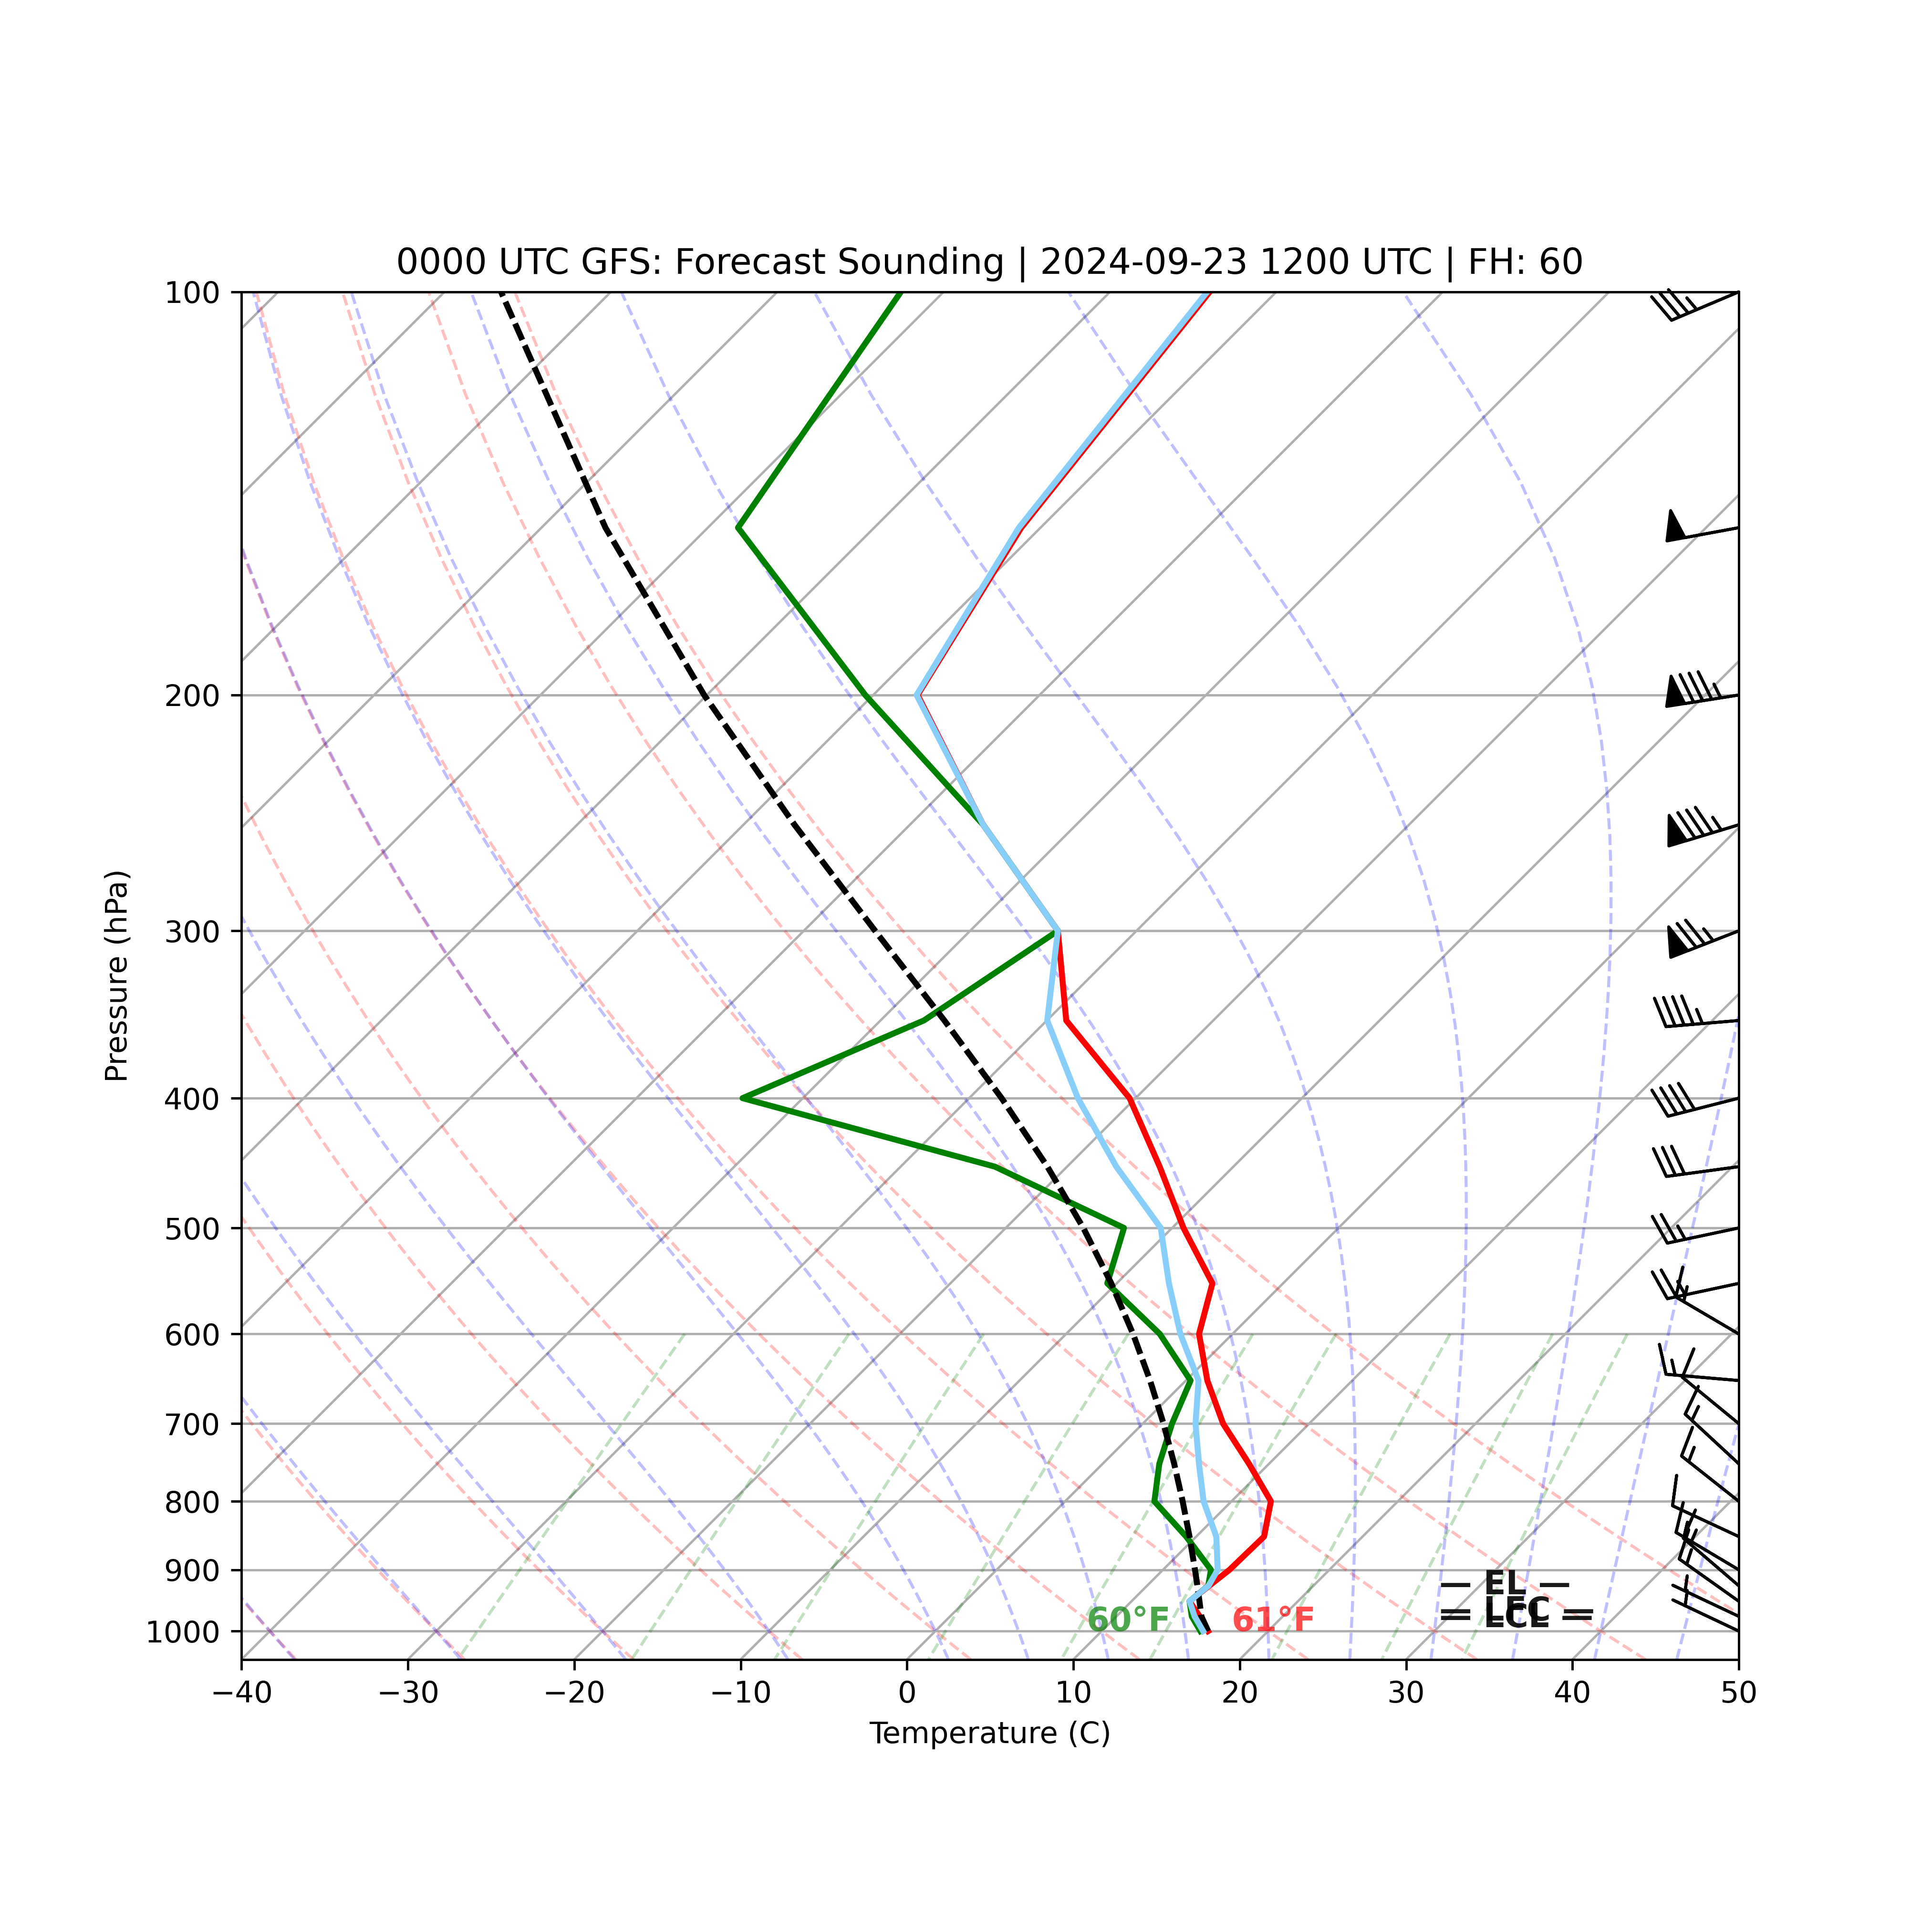 0000 UTC GFS: Forecast Sounding | 2024-09-23 1200 UTC | FH: 60
100
200
300
400
500
600
700
800
900
1000
Pressure (hPa)
— EL —
— LCL —
60°F
61°F
−40
−30
−20
−10
0
10
20
30
40
50
Temperature (C)